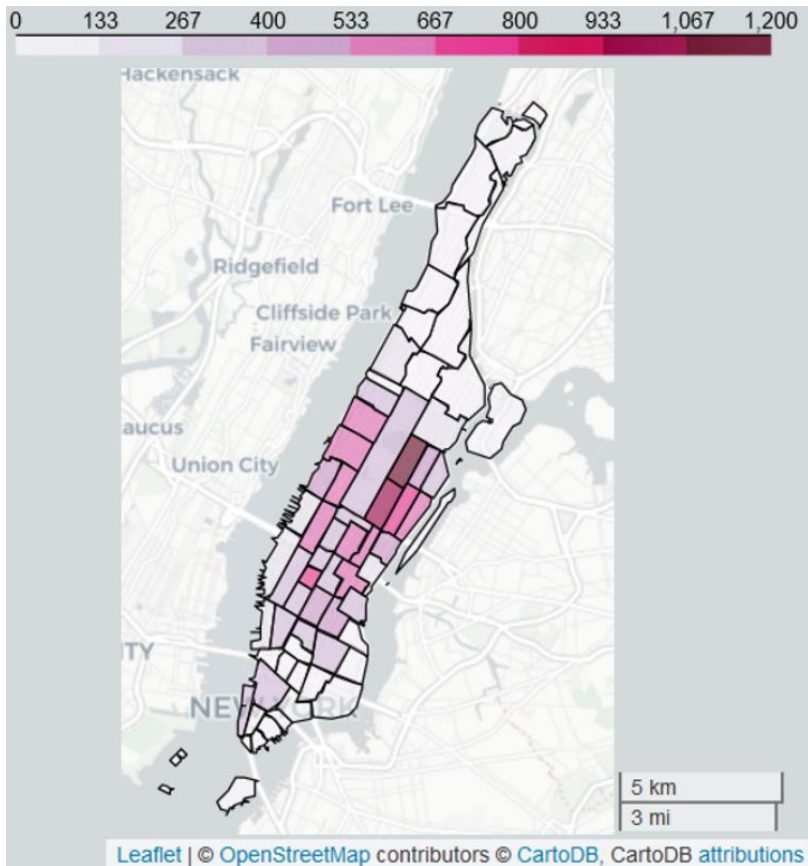 0 133 267 400 533 667 800 933 1,067 1,200
Hackensack
Fort Lee
Ridgefield
Cliffside Park
Fairview
aucus
Union City
ITY
NEW YORK
5 km
3 mi
Leaflet | © OpenStreetMap contributors © CartoDB, CartoDB attributions